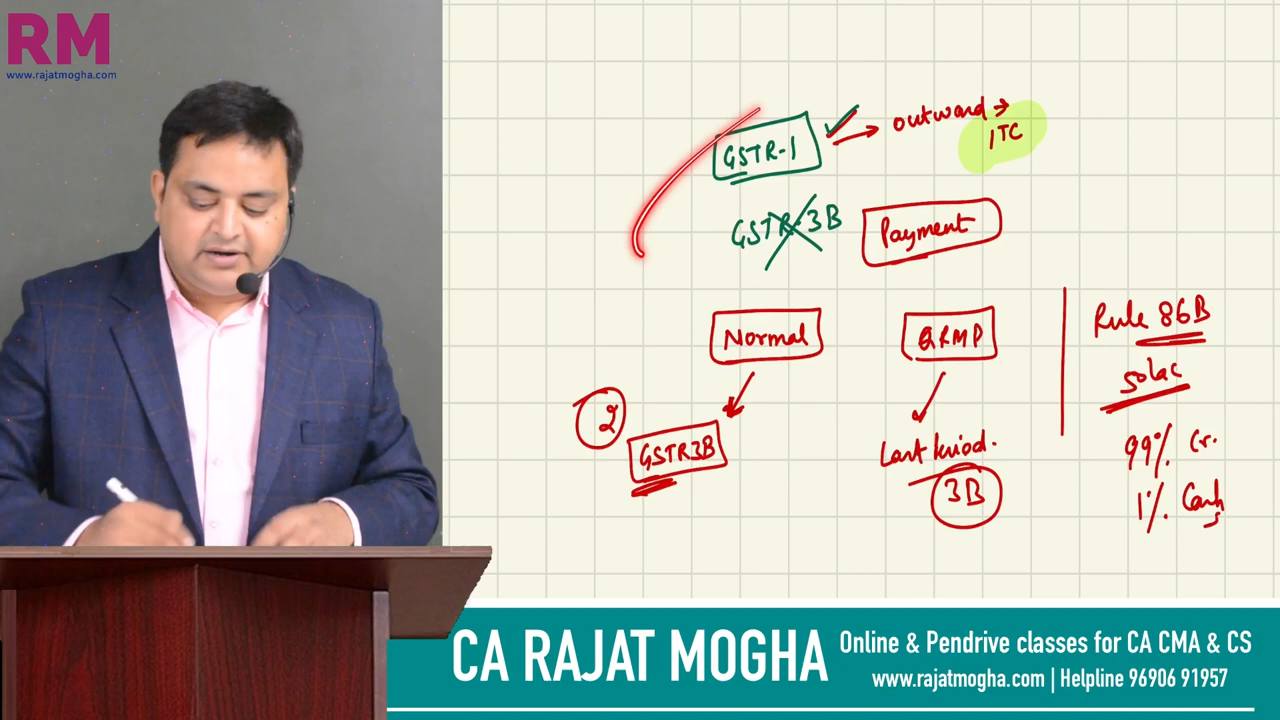 RM
www.rajatmogha.com
GSTR-1
outward
ITC
GSTR-3B
Payment
Normal
QRMP
Rule 86B
50lac
2
GSTR3B
Last
3B
99% Cr.
1% Cash
CA RAJAT MOGHA
Online & Pendrive classes for CA CMA & CS
www.rajatmogha.com | Helpline 96906 91957